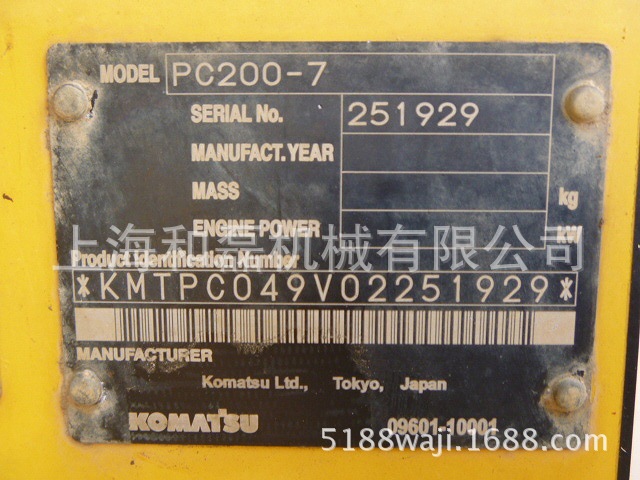 MODEL PC200-7
SERIAL No. 251929
MANUFACT. YEAR
MASS kg
ENGINE POWER kW
上海和磊机械有限公司
Product Identification Number
*KMTPC049V02251929*
MANUFACTURER
Komatsu Ltd., Tokyo, Japan
KOMATSU 09601-10001
5188waji.1688.com